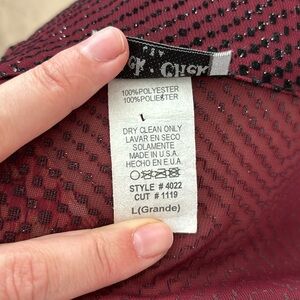 Click
100%POLYESTER
100%POLIESTER
DRY CLEAN ONLY
LAVAR EN SECO
SOLAMENTE
MADE IN U.S.A.
HECHO EN E.U.A.
STYLE # 4022
CUT # 1119
L(Grande)